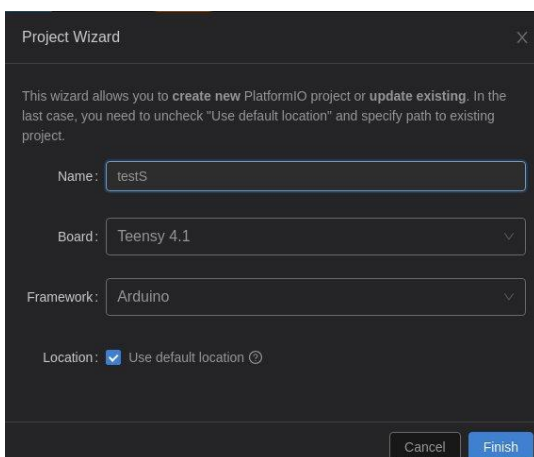 Project Wizard
This wizard allows you to create new PlatformIO project or update existing. In the
last case, you need to uncheck "Use default location" and specify path to existing
project.
Name: testS
Board: Teensy 4.1
Framework: Arduino
Location: Use default location
Cancel Finish